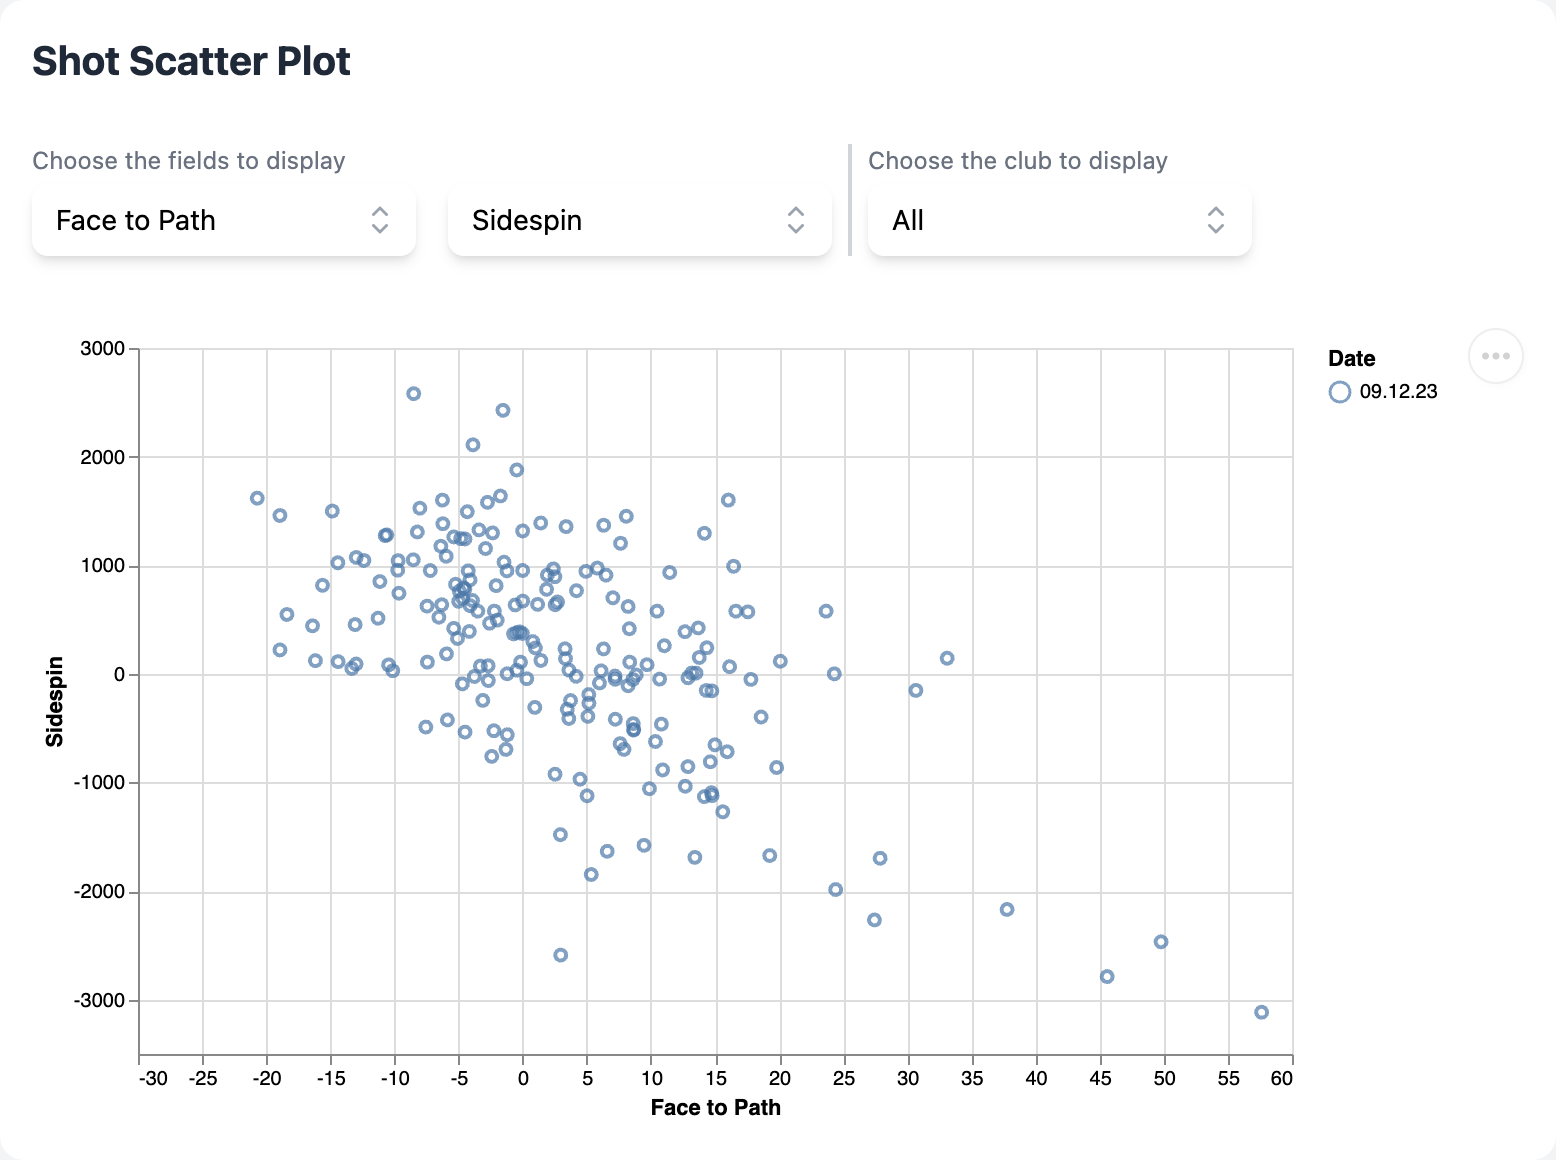 Shot Scatter Plot
Choose the fields to display
Choose the club to display
Face to Path
Sidespin
All
3000
2000
1000
0
-1000
-2000
-3000
Sidespin
-30 -25 -20 -15 -10 -5 0 5 10 15 20 25 30 35 40 45 50 55 60
Face to Path
Date
09.12.23